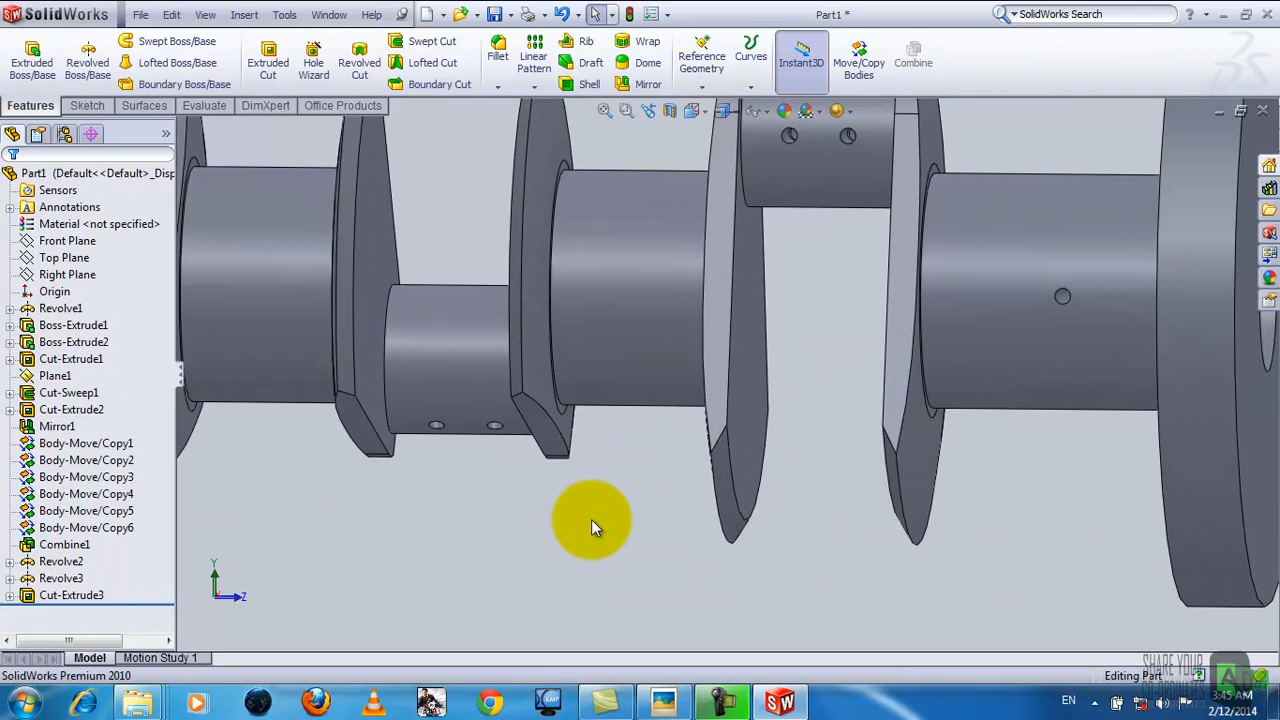 SolidWorks
File Edit View Insert Tools Window Help
Part1 *
SolidWorks Search
Extruded Boss/Base
Revolved Boss/Base
Swept Boss/Base
Lofted Boss/Base
Boundary Boss/Base
Extruded Cut
Hole Wizard
Revolved Cut
Swept Cut
Lofted Cut
Boundary Cut
Fillet
Linear Pattern
Rib
Draft
Shell
Wrap
Dome
Mirror
Reference Geometry
Curves
Instant3D
Move/Copy Bodies
Combine
Features Sketch Surfaces Evaluate DimXpert Office Products
Part1 (Default<<Default>_Disp
Sensors
Annotations
Material <not specified>
Front Plane
Top Plane
Right Plane
Origin
Revolve1
Boss-Extrude1
Boss-Extrude2
Cut-Extrude1
Plane1
Cut-Sweep1
Cut-Extrude2
Mirror1
Body-Move/Copy1
Body-Move/Copy2
Body-Move/Copy3
Body-Move/Copy4
Body-Move/Copy5
Body-Move/Copy6
Combine1
Revolve2
Revolve3
Cut-Extrude3
Y
Z
Model Motion Study 1
SolidWorks Premium 2010
Editing Part
SHARE YOUR
EN
3:45 AM
2/12/2014